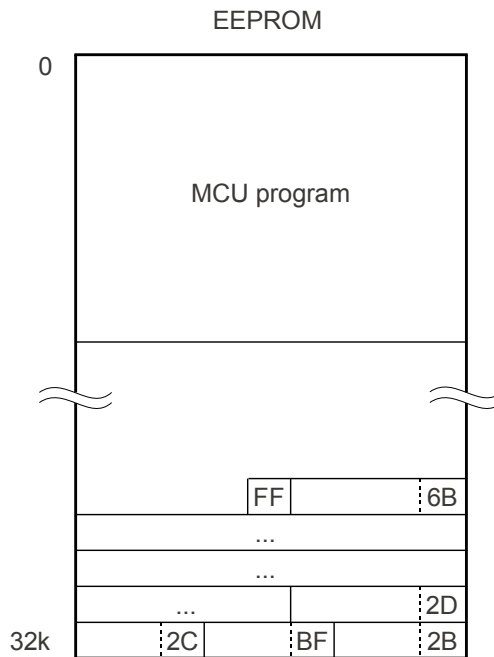 EEPROM
0
MCU program
FF 6B
...
...
... 2D
32k 2C BF 2B